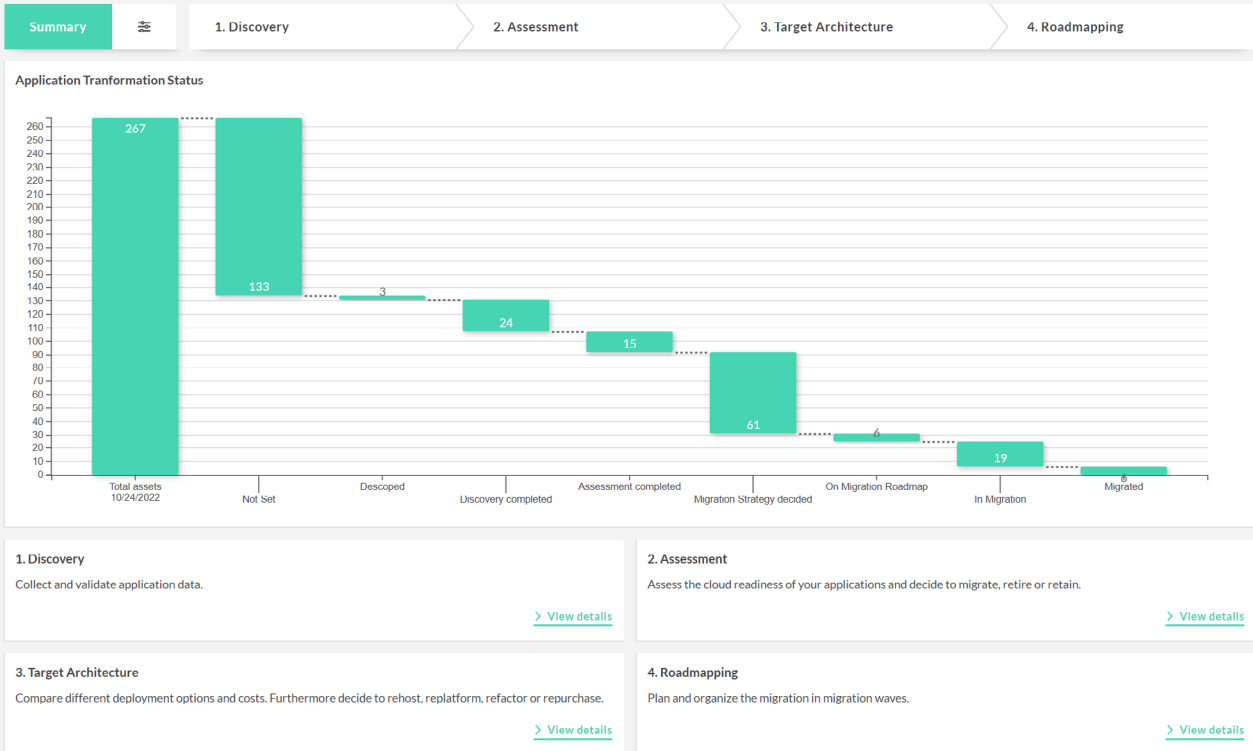 Summary
1. Discovery
2. Assessment
3. Target Architecture
4. Roadmapping
Application Tranformation Status
260
250
240
230
220
210
200
190
180
170
160
150
140
130
120
110
100
90
80
70
60
50
40
30
20
10
0
267
133
3
24
15
61
6
19
6
Total assets
10/24/2022
Not Set
Descoped
Discovery completed
Assessment completed
Migration Strategy decided
On Migration Roadmap
In Migration
Migrated
1. Discovery
Collect and validate application data.
View details
2. Assessment
Assess the cloud readiness of your applications and decide to migrate, retire or retain.
View details
3. Target Architecture
Compare different deployment options and costs. Furthermore decide to rehost, replatform, refactor or repurchase.
View details
4. Roadmapping
Plan and organize the migration in migration waves.
View details